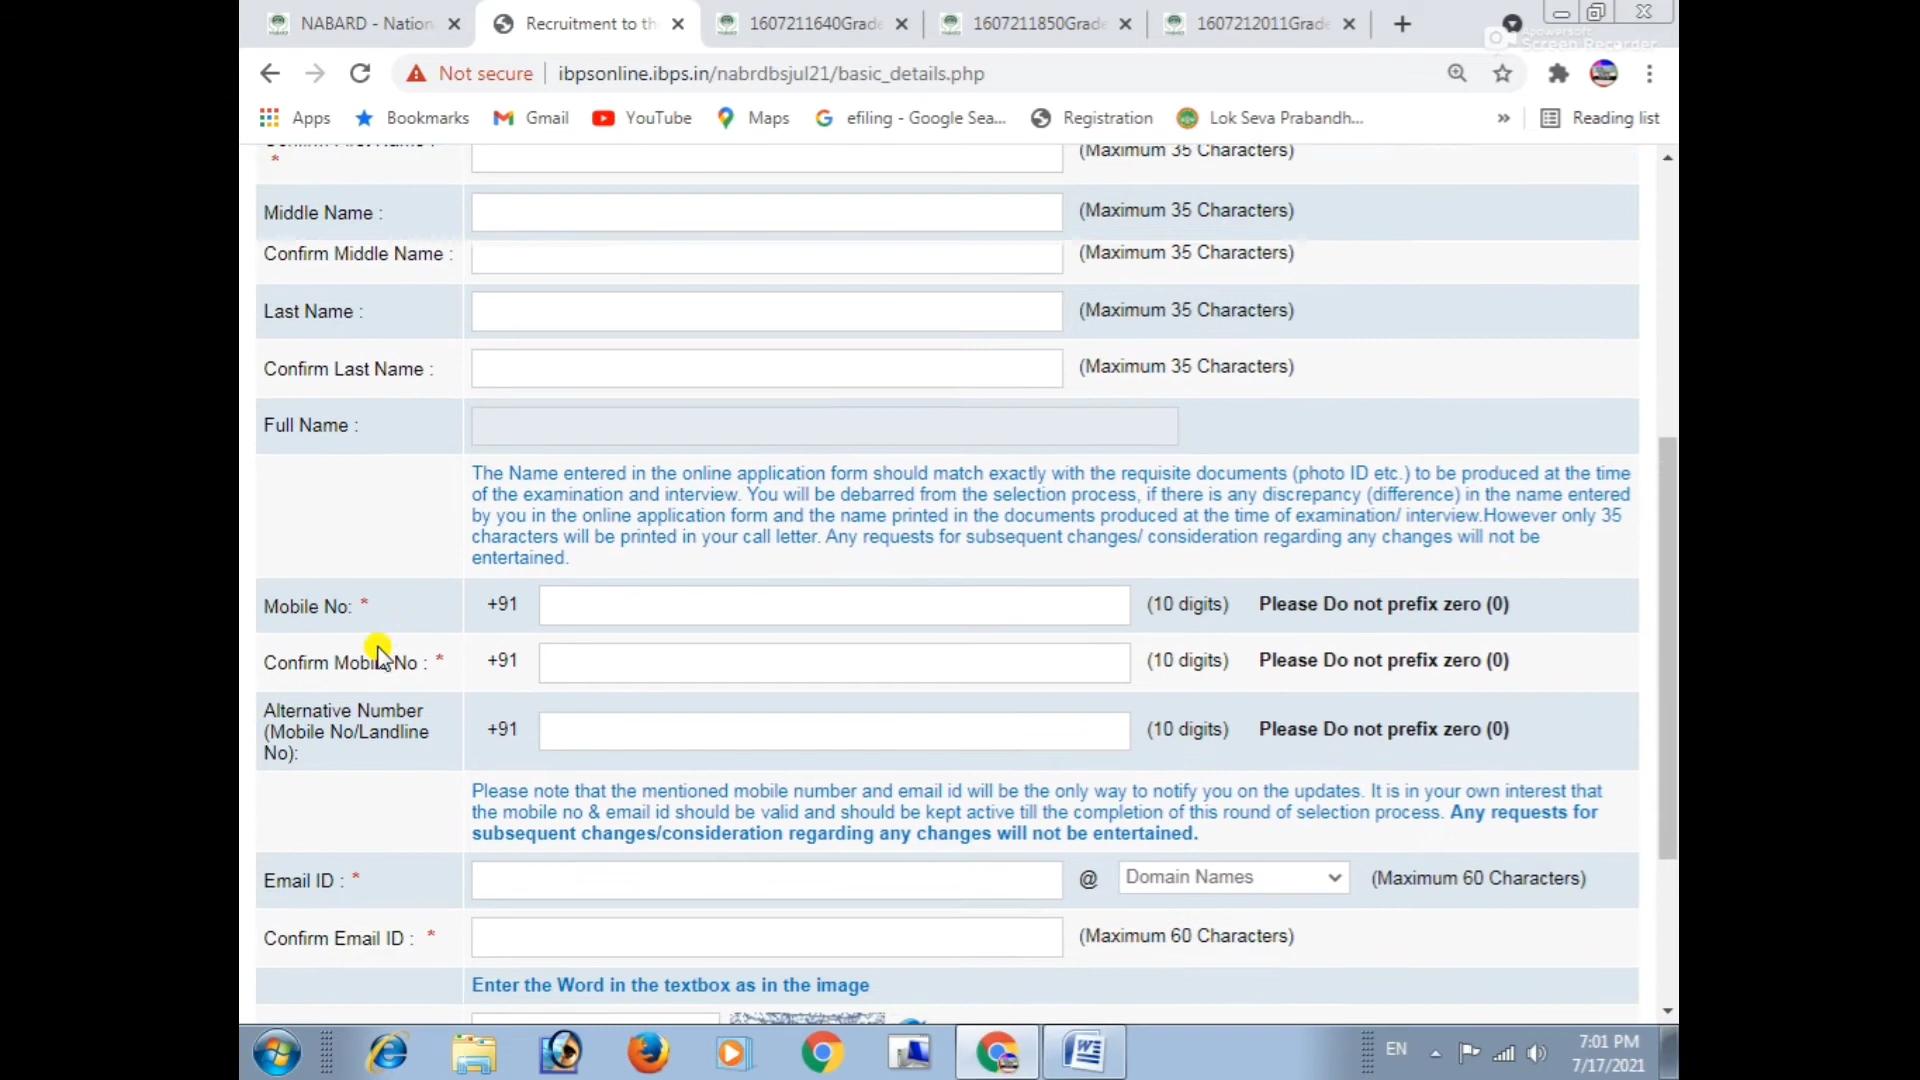 NABARD - Nation
Recruitment to the
1607211640Grade
1607211850Grade
1607212011Grade
Apowersoft
Screen Recorder
Not secure
ibpsonline.ibps.in/nabrdbsjul21/basic_details.php
Apps
Bookmarks
Gmail
YouTube
Maps
efiling - Google Sea...
Registration
Lok Seva Prabandh...
»
Reading list
*
(Maximum 35 Characters)
Middle Name :
(Maximum 35 Characters)
Confirm Middle Name :
(Maximum 35 Characters)
Last Name :
(Maximum 35 Characters)
Confirm Last Name :
(Maximum 35 Characters)
Full Name :
The Name entered in the online application form should match exactly with the requisite documents (photo ID etc.) to be produced at the time
of the examination and interview. You will be debarred from the selection process, if there is any discrepancy (difference) in the name entered
by you in the online application form and the name printed in the documents produced at the time of examination/ interview.However only 35
characters will be printed in your call letter. Any requests for subsequent changes/ consideration regarding any changes will not be
entertained.
Mobile No: *
+91
(10 digits)
Please Do not prefix zero (0)
Confirm Mobile No : *
+91
(10 digits)
Please Do not prefix zero (0)
Alternative Number
(Mobile No/Landline
No):
+91
(10 digits)
Please Do not prefix zero (0)
Please note that the mentioned mobile number and email id will be the only way to notify you on the updates. It is in your own interest that
the mobile no & email id should be valid and should be kept active till the completion of this round of selection process. Any requests for
subsequent changes/consideration regarding any changes will not be entertained.
Email ID : *
@
Domain Names
(Maximum 60 Characters)
Confirm Email ID : *
(Maximum 60 Characters)
Enter the Word in the textbox as in the image
EN
7:01 PM
7/17/2021